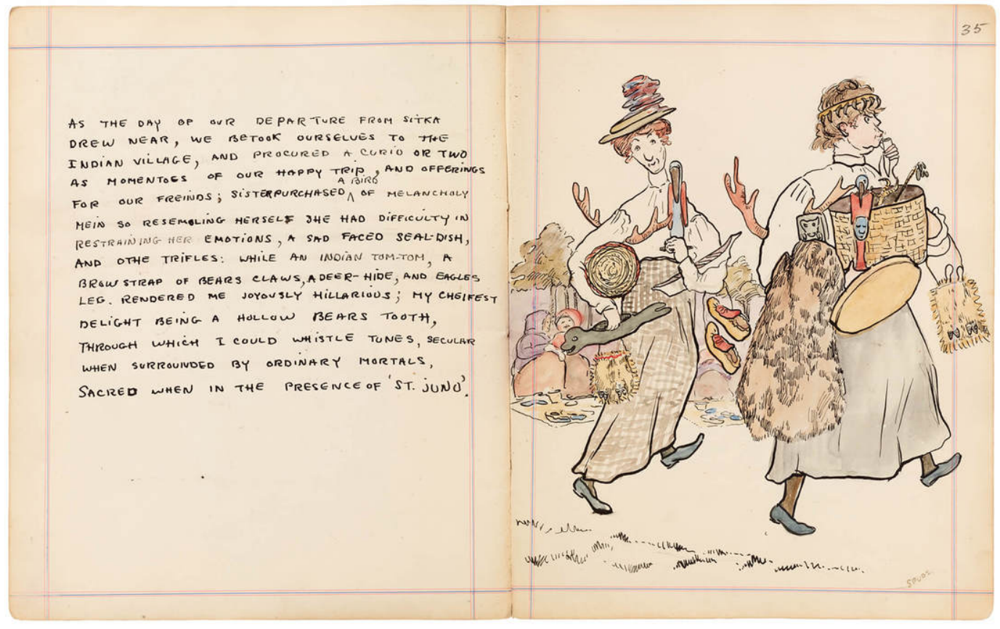 AS THE DAY OF OUR DEPARTURE FROM SITKA
DREW NEAR, WE BETOOK OURSELVES TO THE
INDIAN VILLAGE, AND PROCURED A CURIO OR TWO
AS MOMENTOES OF OUR HAPPY TRIP, AND OFFERINGS
A BIRD
FOR OUR FREINDS; SISTER PURCHASED ^ OF MELANCHOLY
MEIN SO RESEMBLING HERSELF SHE HAD DIFFICULTY IN
RESTRAINING HER EMOTIONS, A SAD FACED SEAL-DISH,
AND OTHE TRIFLES: WHILE AN INDIAN TOM-TOM, A
BROW STRAP OF BEARS CLAWS, A DEER-HIDE, AND EAGLES
LEG. RENDERED ME JOYOUSLY HILLARIOUS; MY CHEIFEST
DELIGHT BEING A HOLLOW BEARS TOOTH,
THROUGH WHICH I COULD WHISTLE TUNES, SECULAR
WHEN SURROUNDED BY ORDINARY MORTALS,
SACRED WHEN IN THE PRESENCE OF 'ST. JUNO'.
35
SPUDS.